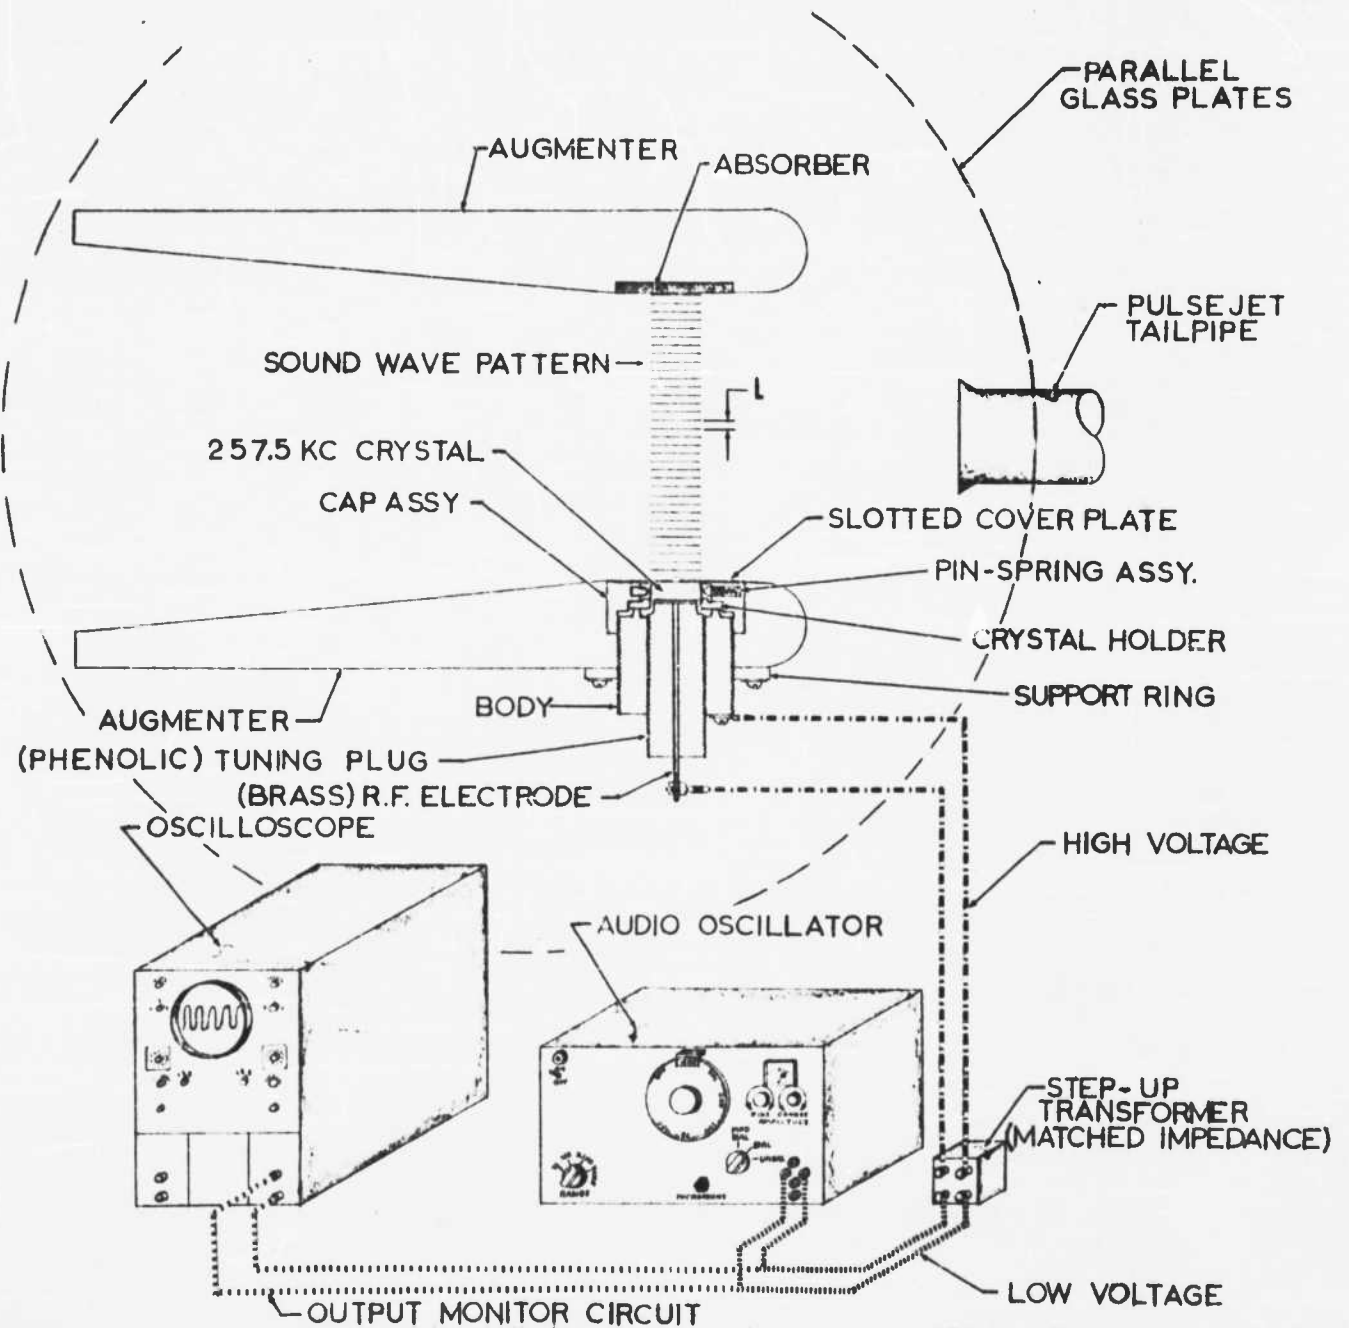 PARALLEL
GLASS PLATES
AUGMENTER
ABSORBER
PULSEJET
TAILPIPE
SOUND WAVE PATTERN
L
257.5 KC CRYSTAL
CAP ASSY
SLOTTED COVER PLATE
PIN-SPRING ASSY.
CRYSTAL HOLDER
SUPPORT RING
BODY
AUGMENTER
(PHENOLIC) TUNING PLUG
(BRASS) R.F. ELECTRODE
OSCILLOSCOPE
HIGH VOLTAGE
AUDIO OSCILLATOR
STEP-UP
TRANSFORMER
(MATCHED IMPEDANCE)
RANGE
LOW VOLTAGE
OUTPUT MONITOR CIRCUIT